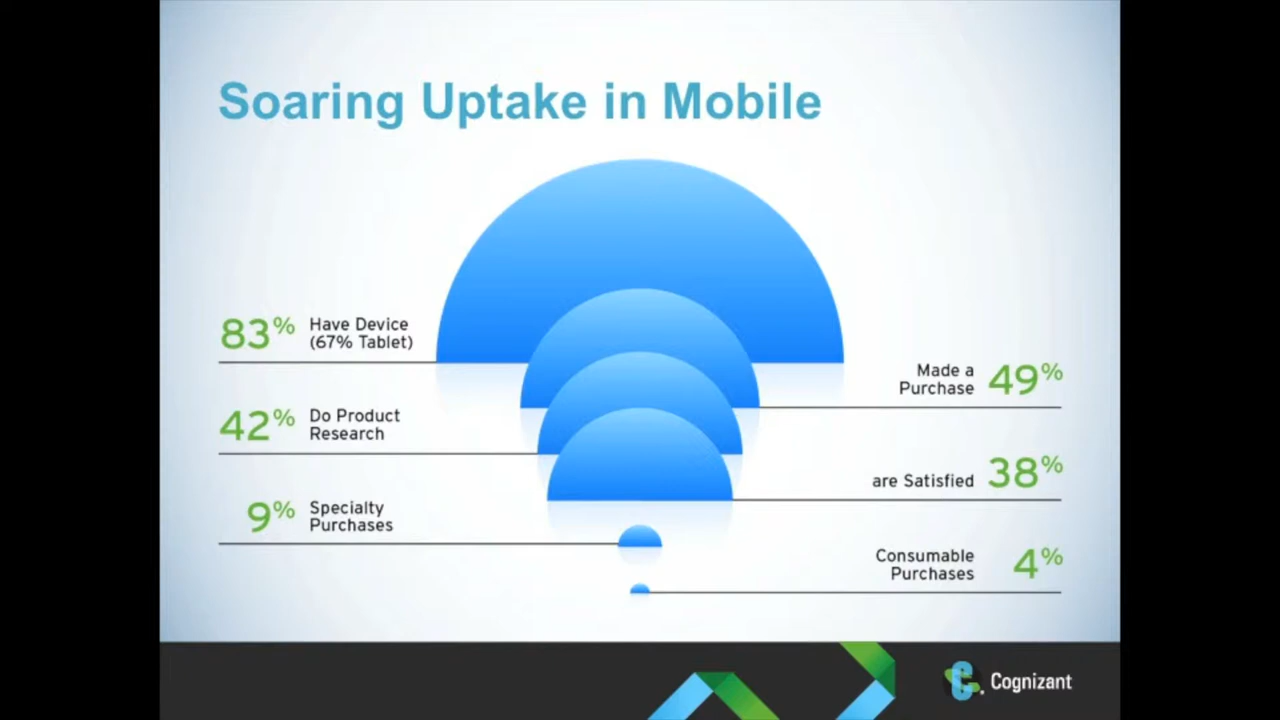 Soaring Uptake in Mobile
83% Have Device
(67% Tablet)
Made a
Purchase 49%
42% Do Product
Research
are Satisfied 38%
9% Specialty
Purchases
Consumable
Purchases 4%
Cognizant